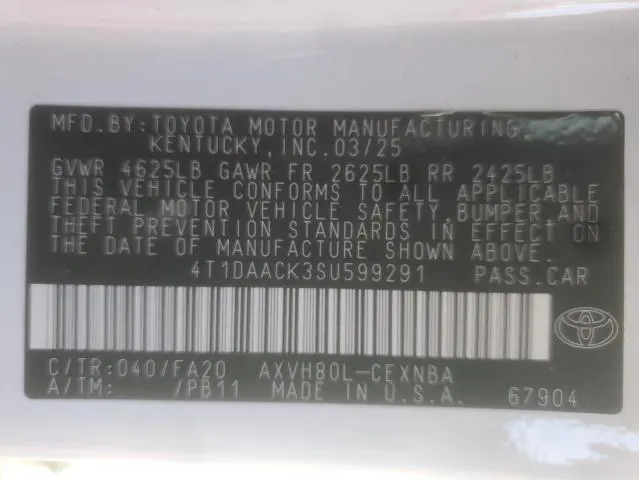 MFD.BY:TOYOTA MOTOR MANUFACTURING,
KENTUCKY, INC. 03/25
GVWR 4625LB GAWR FR 2625LB RR 2425LB
THIS VEHICLE CONFORMS TO ALL APPLICABLE
FEDERAL MOTOR VEHICLE SAFETY, BUMPER, AND
THEFT PREVENTION STANDARDS IN EFFECT ON
THE DATE OF MANUFACTURE SHOWN ABOVE.
4T1DAACK3SU599291 PASS.CAR
C/TR:040/FA20 AXVH80L-CEXNBA
A/TM: /PB11 MADE IN U.S.A. 67904